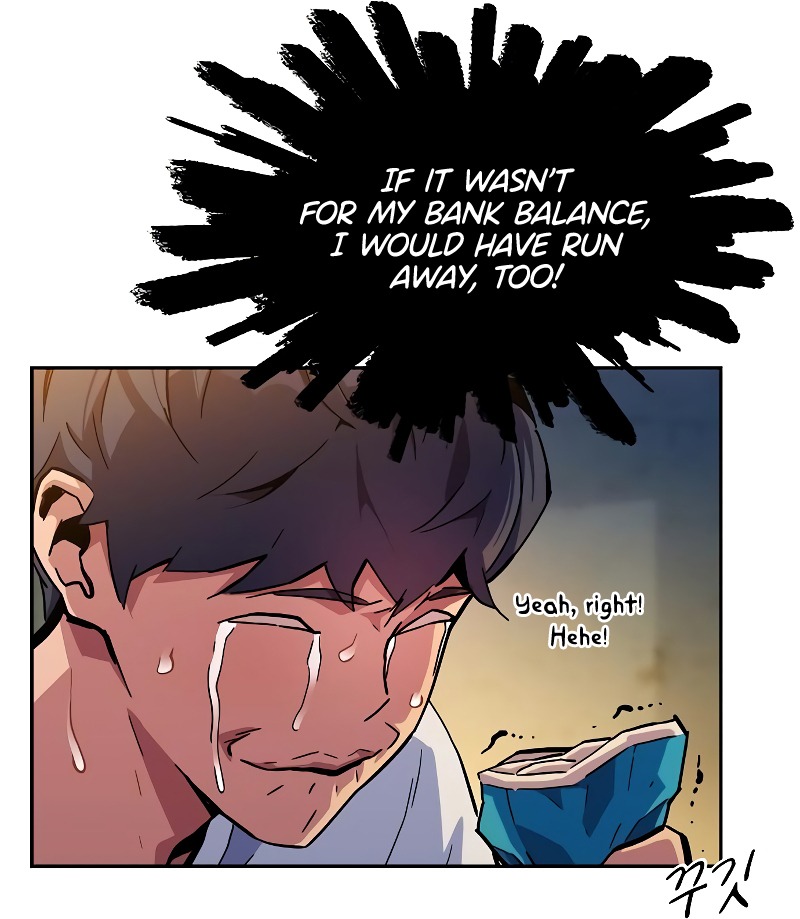 IF IT WASN'T
FOR MY BANK BALANCE,
I WOULD HAVE RUN
AWAY, TOO!
Yeah, right!
Hehe!
꾸깃